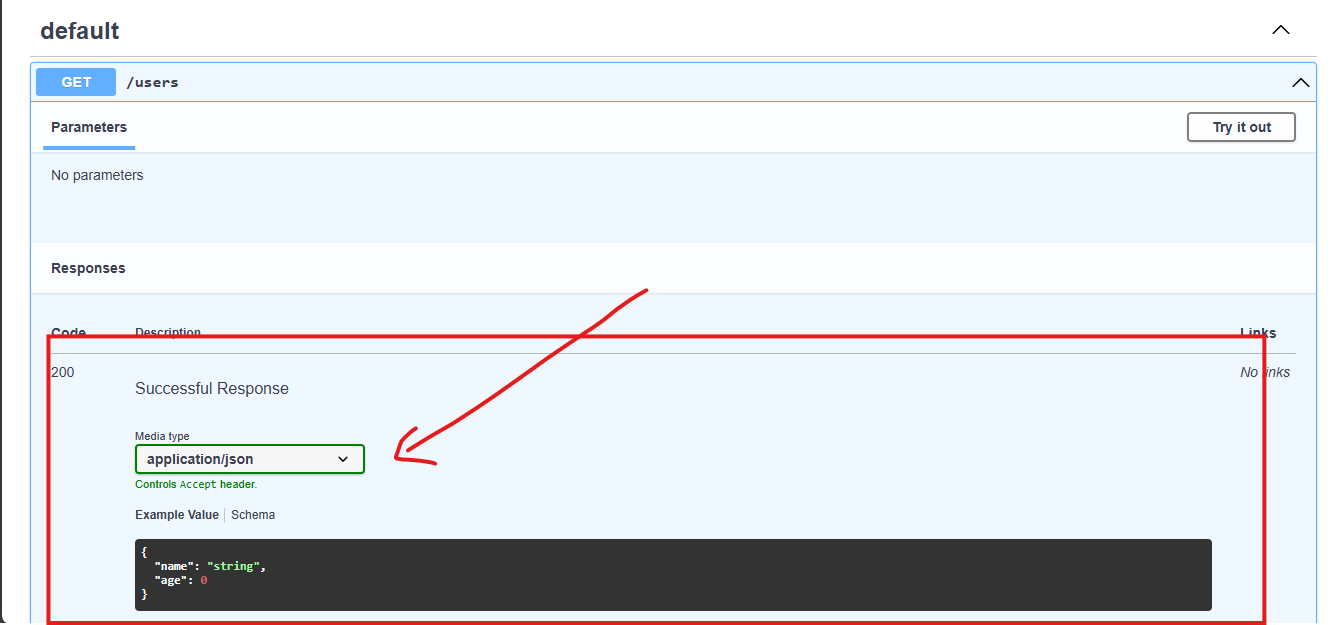 default
GET /users
Parameters Try it out
No parameters
Responses
Code Description Links
200 Successful Response No links
Media type
application/json
Controls Accept header.
Example Value Schema
{
"name": "string",
"age": 0
}